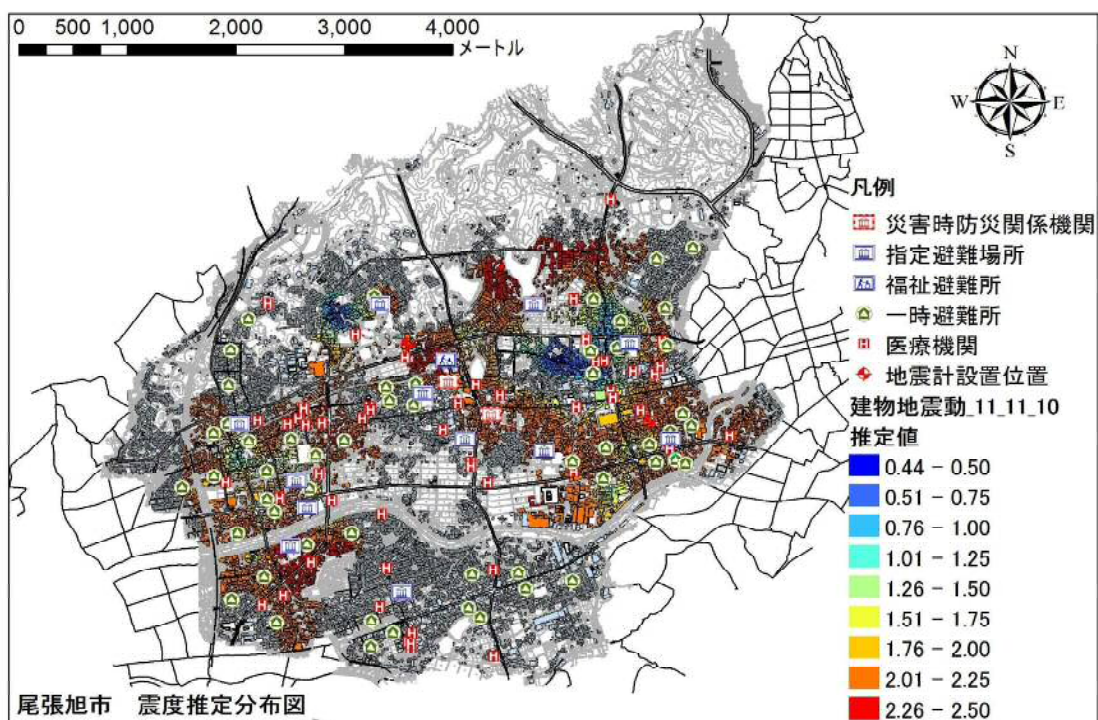 0 500 1,000 2,000 3,000 4,000
メートル
N
W E
S
凡例
災害時防災関係機関
指定避難場所
福祉避難所
一時避難所
H 医療機関
地震計設置位置
建物地震動_11_11_10
推定値
0.44 - 0.50
0.51 - 0.75
0.76 - 1.00
1.01 - 1.25
1.26 - 1.50
1.51 - 1.75
1.76 - 2.00
2.01 - 2.25
2.26 - 2.50
尾張旭市 震度推定分布図